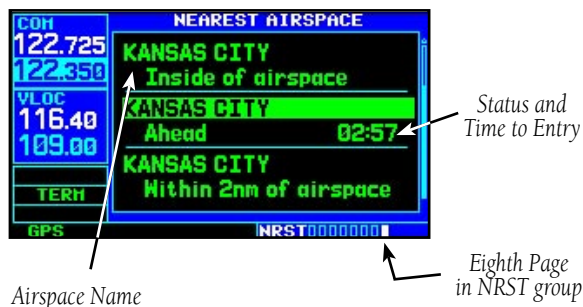 COM
122.725
122.350
VLOC
116.40
109.00
TERM
GPS
NEAREST AIRSPACE
KANSAS CITY
Inside of airspace
KANSAS CITY
Ahead 02:57
KANSAS CITY
Within 2nm of airspace
NRST
Status and
Time to Entry
Eighth Page
in NRST group
Airspace Name